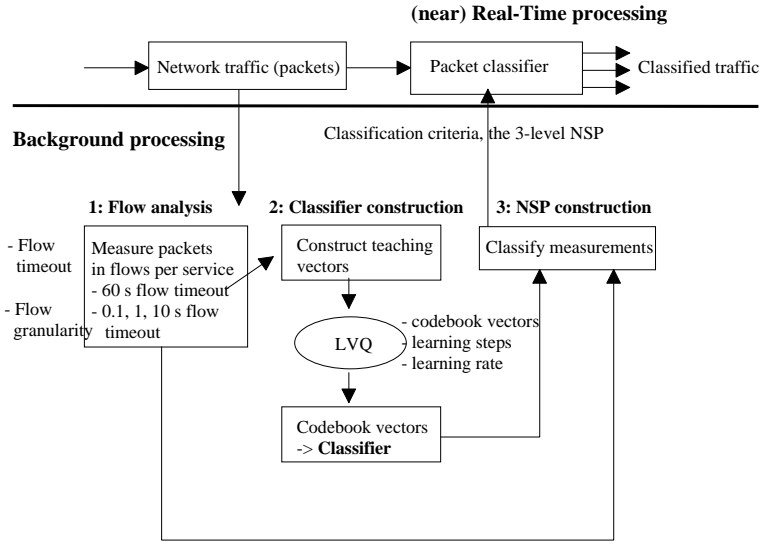 (near) Real-Time processing
Network traffic (packets)
Packet classifier
Classified traffic
Background processing
Classification criteria, the 3-level NSP
1: Flow analysis
2: Classifier construction
3: NSP construction
- Flow
timeout
- Flow
granularity
Measure packets
in flows per service
- 60 s flow timeout
- 0.1, 1, 10 s flow
timeout
Construct teaching
vectors
LVQ
- codebook vectors
- learning steps
- learning rate
Codebook vectors
-> Classifier
Classify measurements